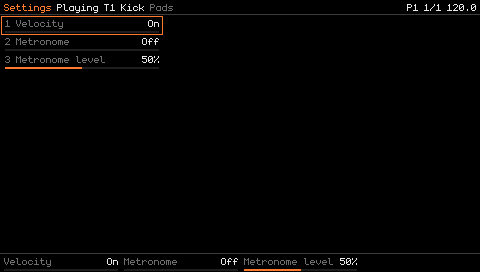 Settings Playing T1 Kick Pads P1 1/1 120.0
1 Velocity On
2 Metronome Off
3 Metronome level 50%
Velocity On Metronome Off Metronome level 50%